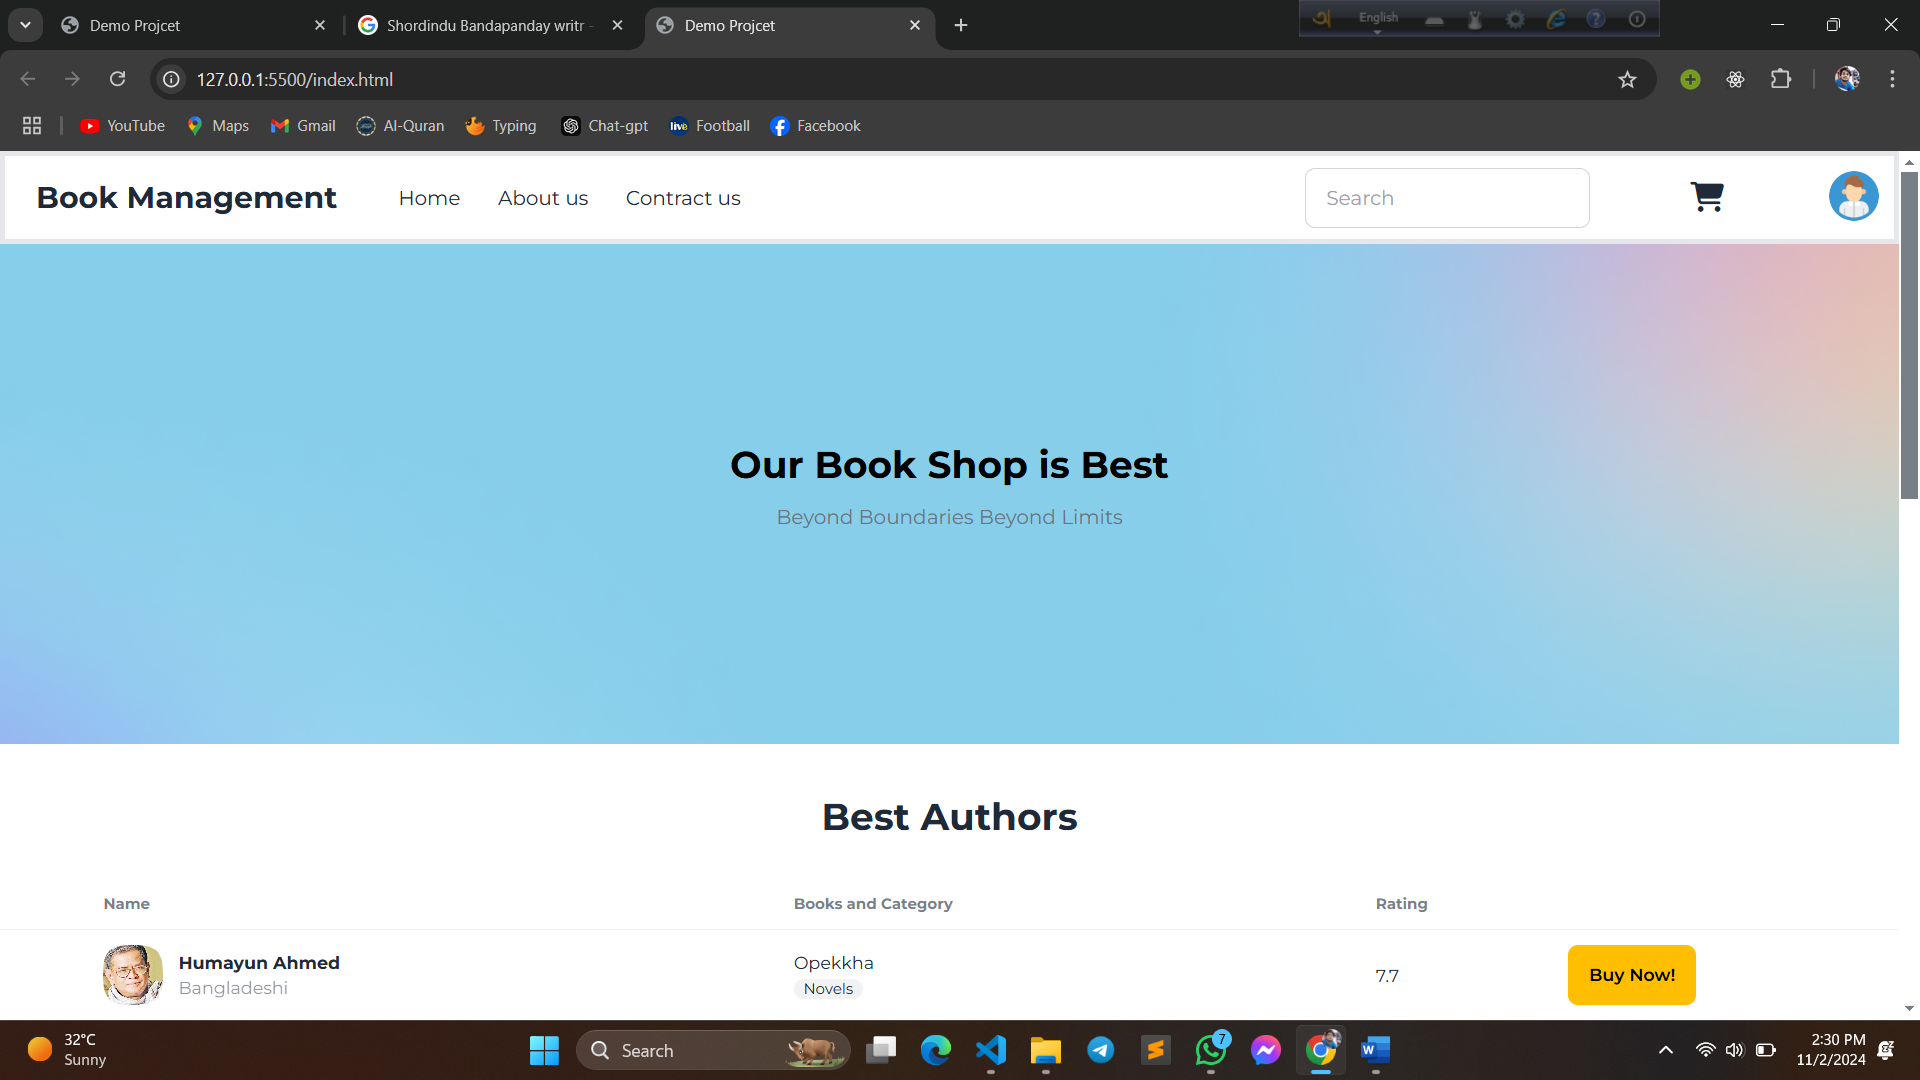 Demo Projcet
Shordindu Bandapanday writr -
Demo Projcet
English
127.0.0.1:5500/index.html
YouTube
Maps
Gmail
Al-Quran
Typing
Chat-gpt
live Football
Facebook
Book Management
Home
About us
Contract us
Search
Our Book Shop is Best
Beyond Boundaries Beyond Limits
Best Authors
Name Books and Category Rating
Humayun Ahmed
Bangladeshi
Opekkha
Novels
7.7
Buy Now!
32°C
Sunny
Search
7
2:30 PM
11/2/2024